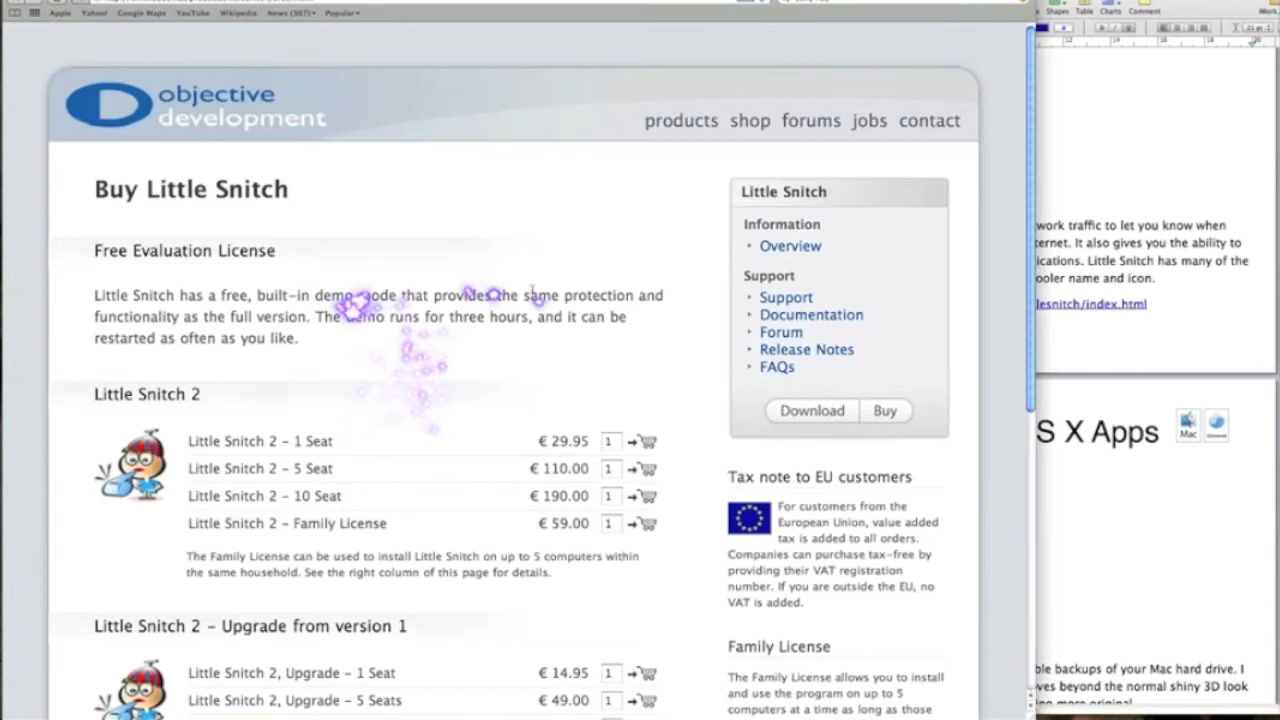 Apple Yahoo! Google Maps YouTube Wikipedia News (307) Popular
objective
development
products shop forums jobs contact
Buy Little Snitch
Free Evaluation License
Little Snitch has a free, built-in demo mode that provides the same protection and
functionality as the full version. The demo runs for three hours, and it can be
restarted as often as you like.
Little Snitch 2
Little Snitch 2 - 1 Seat € 29.95 1
Little Snitch 2 - 5 Seat € 110.00 1
Little Snitch 2 - 10 Seat € 190.00 1
Little Snitch 2 - Family License € 59.00 1
The Family License can be used to install Little Snitch on up to 5 computers within
the same household. See the right column of this page for details.
Little Snitch 2 - Upgrade from version 1
Little Snitch 2, Upgrade - 1 Seat € 14.95 1
Little Snitch 2, Upgrade - 5 Seats € 49.00 1
Little Snitch
Information
Overview
Support
Support
Documentation
Forum
Release Notes
FAQs
Download Buy
Tax note to EU customers
For customers from the
European Union, value added
tax is added to all orders.
Companies can purchase tax-free by
providing their VAT registration
number. If you are outside the EU, no
VAT is added.
Family License
The Family License allows you to install
and use the program on up to 5
computers at a time as long as those
Shapes Table Charts Comment
12 14 16 18 20
work traffic to let you know when
ternet. It also gives you the ability to
ications. Little Snitch has many of the
ooler name and icon.
lesnitch/index.html
S X Apps
Mac
Universal
ble backups of your Mac hard drive. I
ves beyond the normal shiny 3D look
ing more original